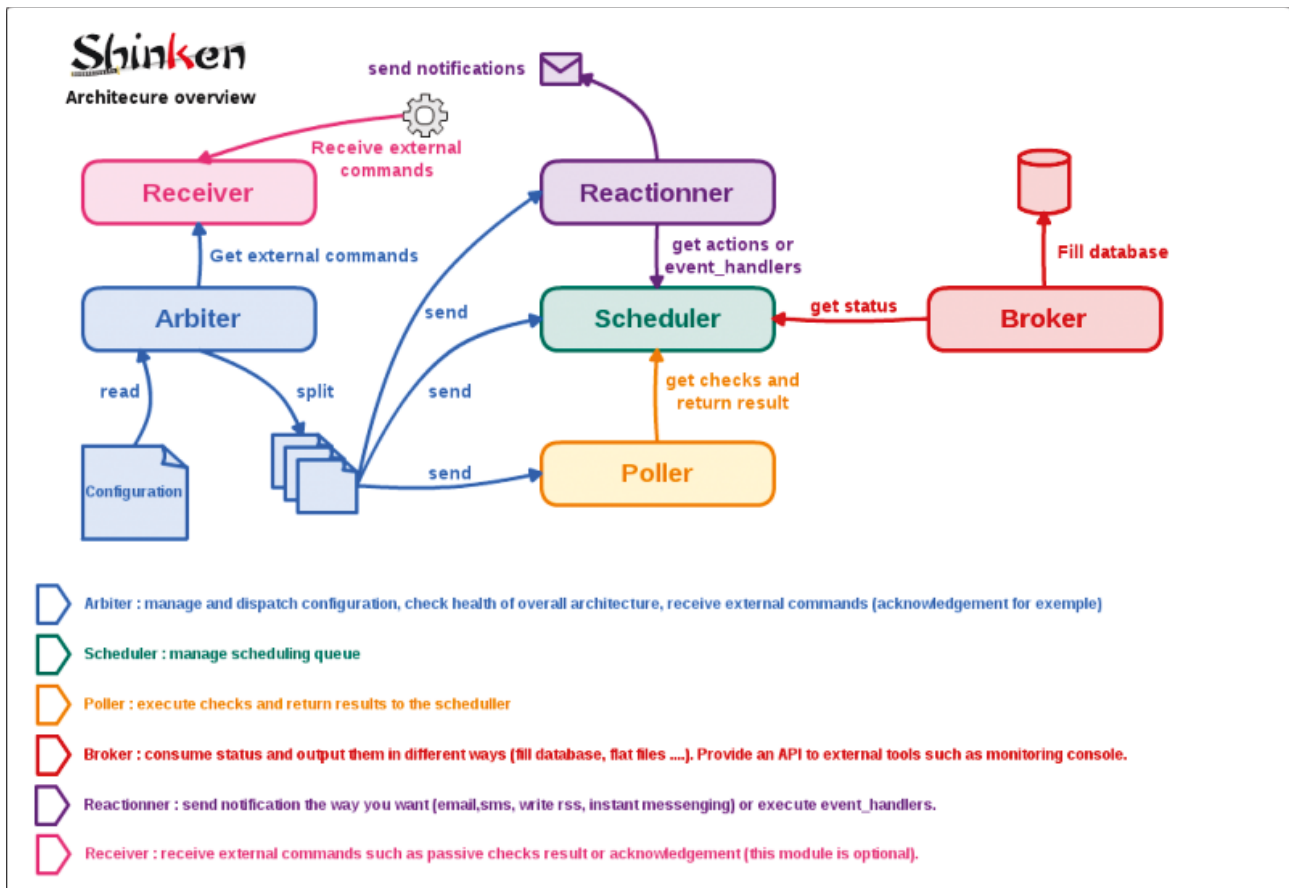 Shinken
Architecure overview
send notifications
Receive external
commands
Receiver
Reactionner
Get external commands
get actions or
event_handlers
Fill database
Arbiter
send
Scheduler
get status
Broker
read
split
send
get checks and
return result
Configuration
send
Poller
Arbiter : manage and dispatch configuration, check health of overall architecture, receive external commands (acknowledgement for exemple)
Scheduler : manage scheduling queue
Poller : execute checks and return results to the scheduller
Broker : consume status and output them in different ways (fill database, flat files ....). Provide an API to external tools such as monitoring console.
Reactionner : send notification the way you want (email,sms, write rss, instant messenging) or execute event_handlers.
Receiver : receive external commands such as passive checks result or acknowledgement (this module is optional).